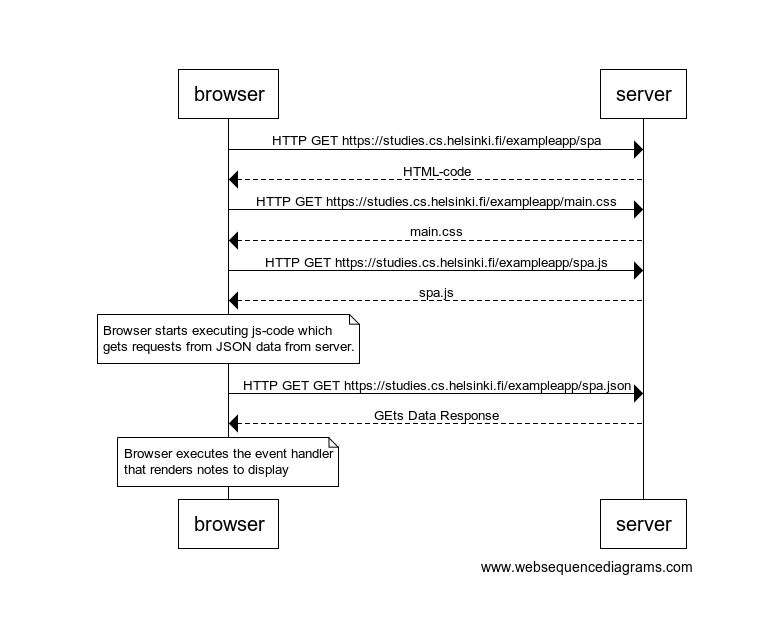 browser
server
HTTP GET https://studies.cs.helsinki.fi/exampleapp/spa
HTML-code
HTTP GET https://studies.cs.helsinki.fi/exampleapp/main.css
main.css
HTTP GET https://studies.cs.helsinki.fi/exampleapp/spa.js
spa.js
Browser starts executing js-code which
gets requests from JSON data from server.
HTTP GET GET https://studies.cs.helsinki.fi/exampleapp/spa.json
GEts Data Response
Browser executes the event handler
that renders notes to display
browser
server
www.websequencediagrams.com